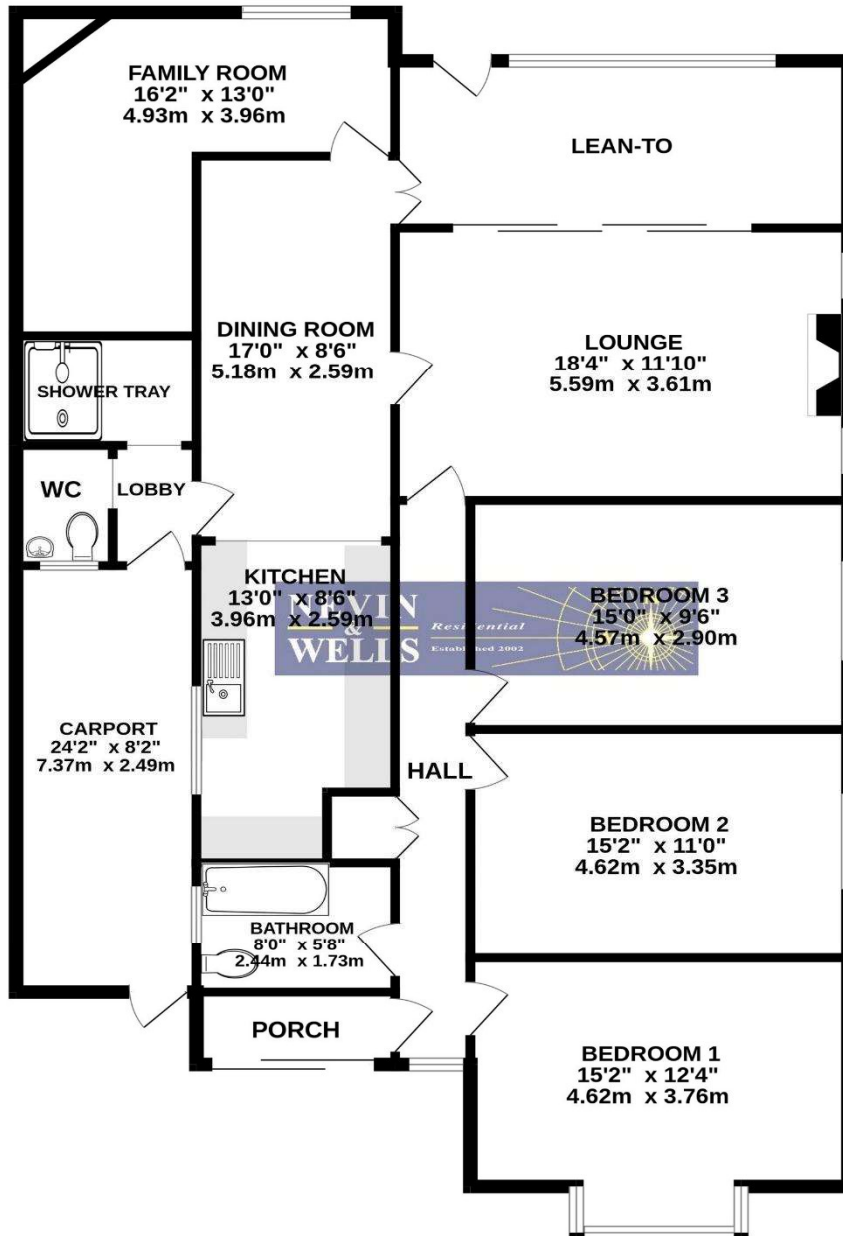 FAMILY ROOM
16'2" x 13'0"
4.93m x 3.96m
LEAN-TO
DINING ROOM
17'0" x 8'6"
5.18m x 2.59m
LOUNGE
18'4" x 11'10"
5.59m x 3.61m
SHOWER TRAY
WC
LOBBY
KITCHEN
13'0" x 8'6"
3.96m x 2.59m
NEVIN
&
WELLS
Residential
Established 2002
BEDROOM 3
15'0" x 9'6"
4.57m x 2.90m
CARPORT
24'2" x 8'2"
7.37m x 2.49m
HALL
BEDROOM 2
15'2" x 11'0"
4.62m x 3.35m
BATHROOM
8'0" x 5'8"
2.44m x 1.73m
PORCH
BEDROOM 1
15'2" x 12'4"
4.62m x 3.76m